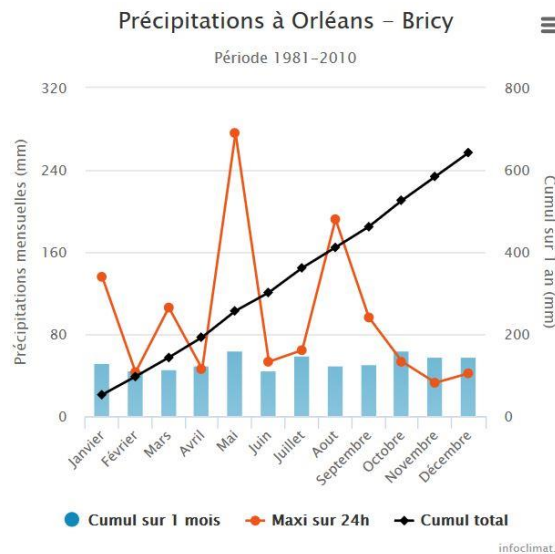 Précipitations à Orléans – Bricy
Période 1981-2010
Précipitations mensuelles (mm)
320
240
160
80
0
800
600
400
200
0
Cumul sur 1 an (mm)
Janvier
Février
Mars
Avril
Mai
Juin
Juillet
Aout
Septembre
Octobre
Novembre
Décembre
Cumul sur 1 mois
Maxi sur 24h
Cumul total
infoclimat.